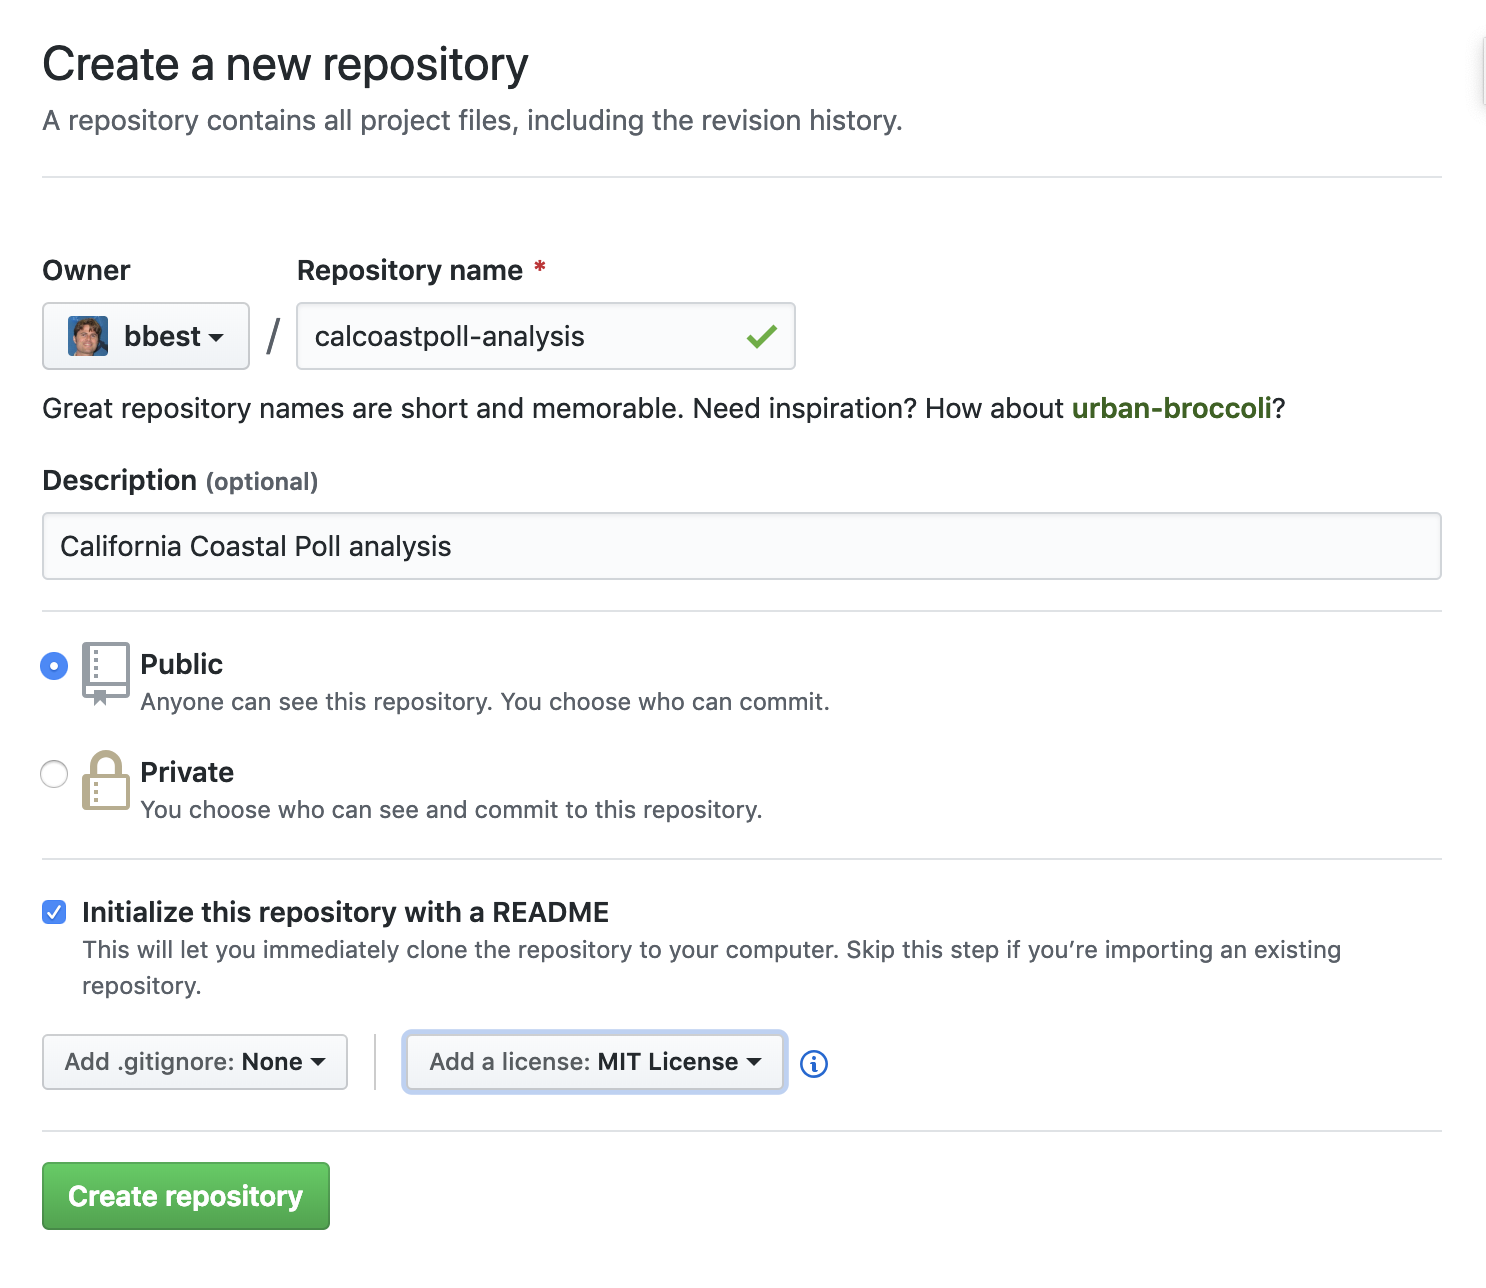 Create a new repository
A repository contains all project files, including the revision history.
Owner
Repository name *
bbest
/
calcoastpoll-analysis
Great repository names are short and memorable. Need inspiration? How about urban-broccoli?
Description (optional)
California Coastal Poll analysis
Public
Anyone can see this repository. You choose who can commit.
Private
You choose who can see and commit to this repository.
Initialize this repository with a README
This will let you immediately clone the repository to your computer. Skip this step if you’re importing an existing
repository.
Add .gitignore: None
Add a license: MIT License
Create repository